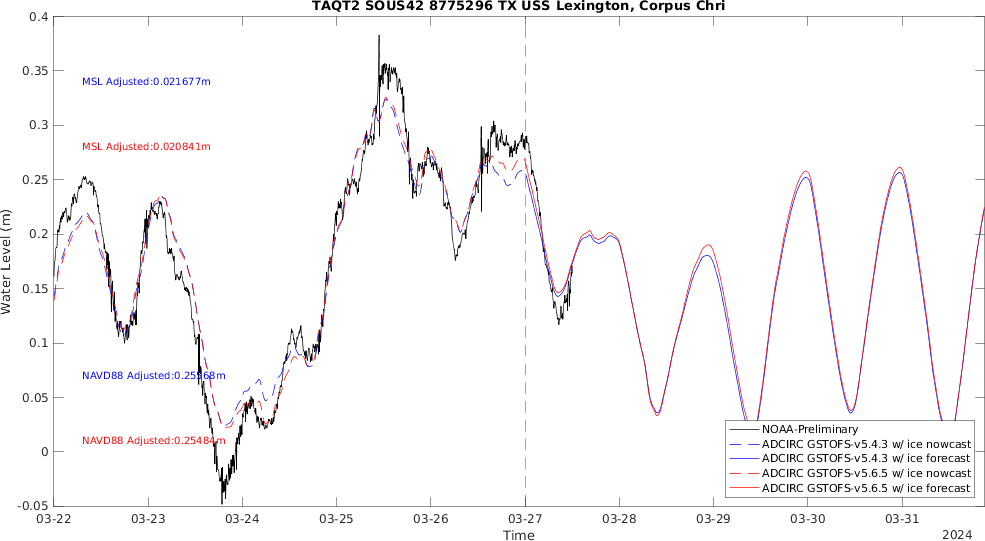 TAQT2 SOUS42 8775296 TX USS Lexington, Corpus Chri
0.4
0.35
0.3
0.25
0.2
0.15
0.1
0.05
0
-0.05
Water Level (m)
MSL Adjusted:0.021677m
MSL Adjusted:0.020841m
NAVD88 Adjusted:0.25568m
NAVD88 Adjusted:0.25484m
NOAA-Preliminary
ADCIRC GSTOFS-v5.4.3 w/ ice nowcast
ADCIRC GSTOFS-v5.4.3 w/ ice forecast
ADCIRC GSTOFS-v5.6.5 w/ ice nowcast
ADCIRC GSTOFS-v5.6.5 w/ ice forecast
03-22 03-23 03-24 03-25 03-26 03-27 03-28 03-29 03-30 03-31
Time
2024